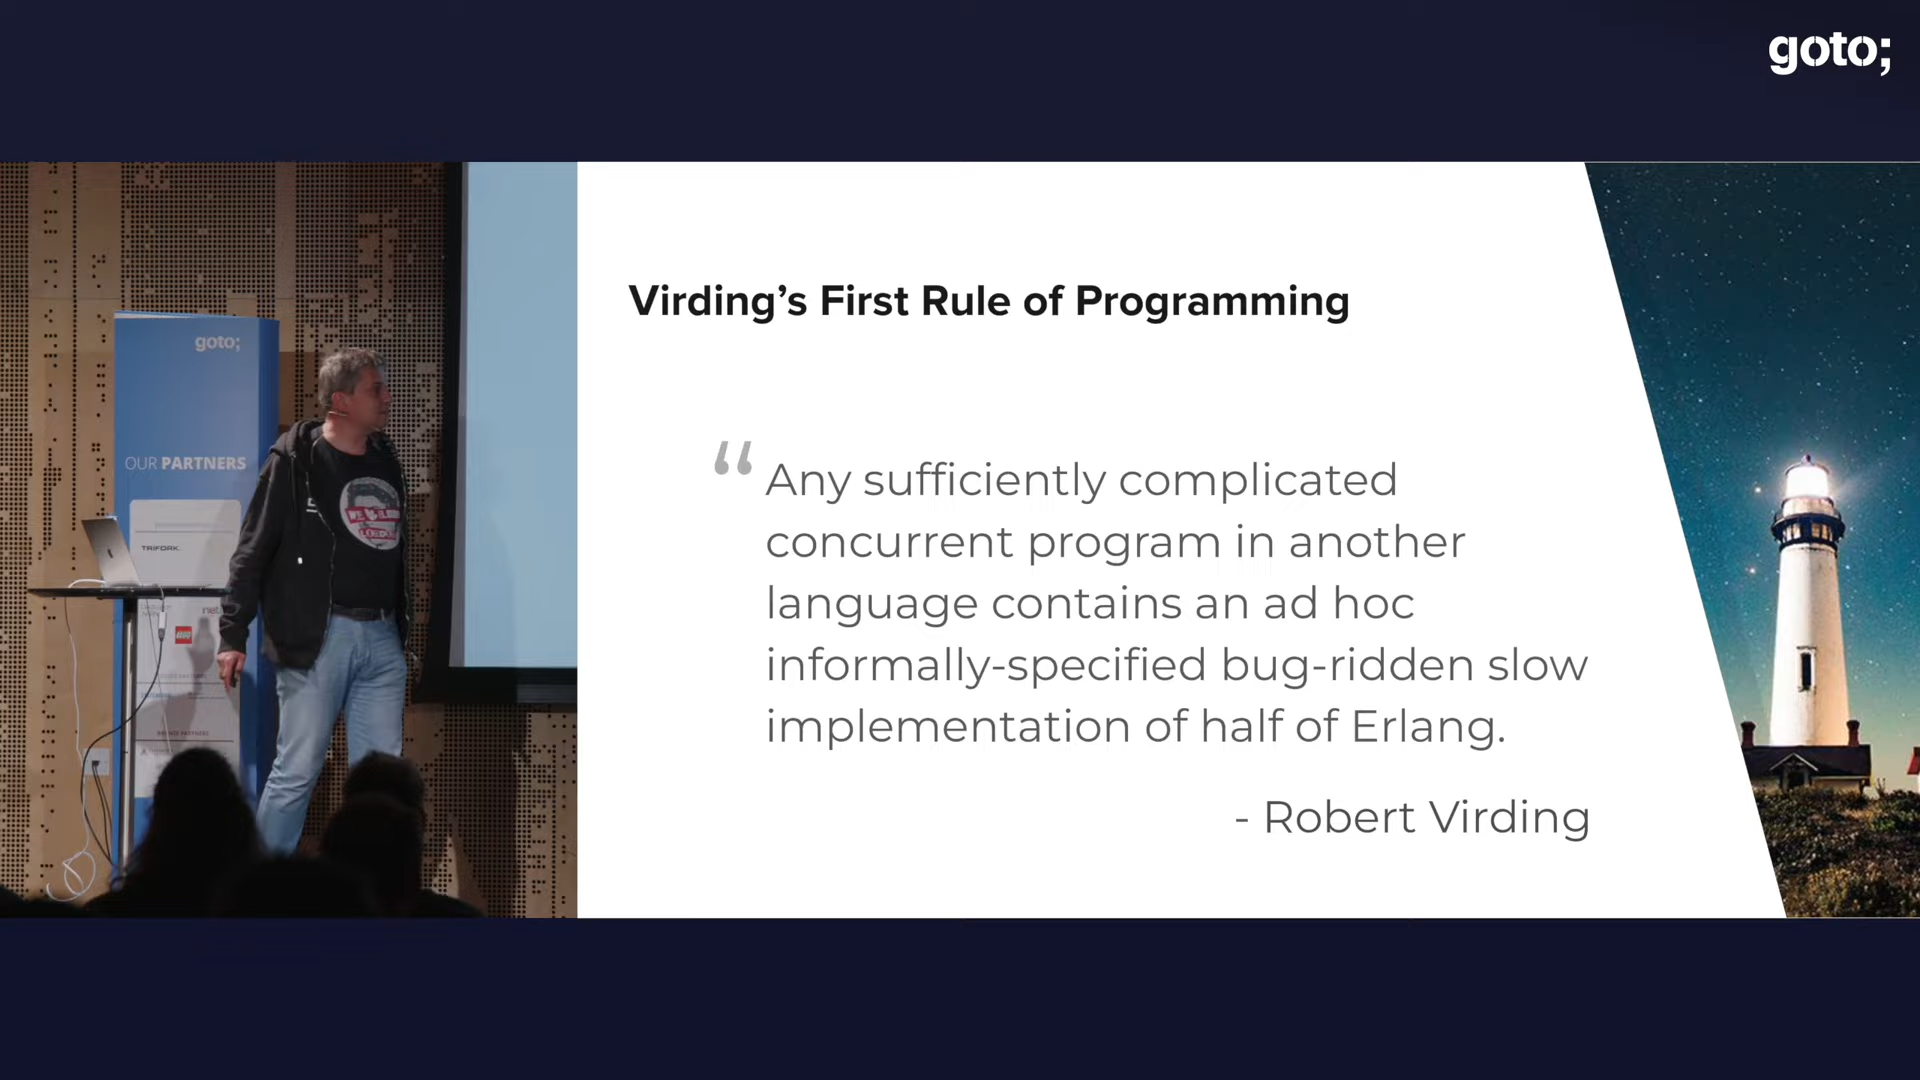 goto;
Virding’s First Rule of Programming
“Any sufficiently complicated
concurrent program in another
language contains an ad hoc
informally-specified bug-ridden slow
implementation of half of Erlang.
- Robert Virding
goto;
OUR PARTNERS
TRIFORK.
LEGO